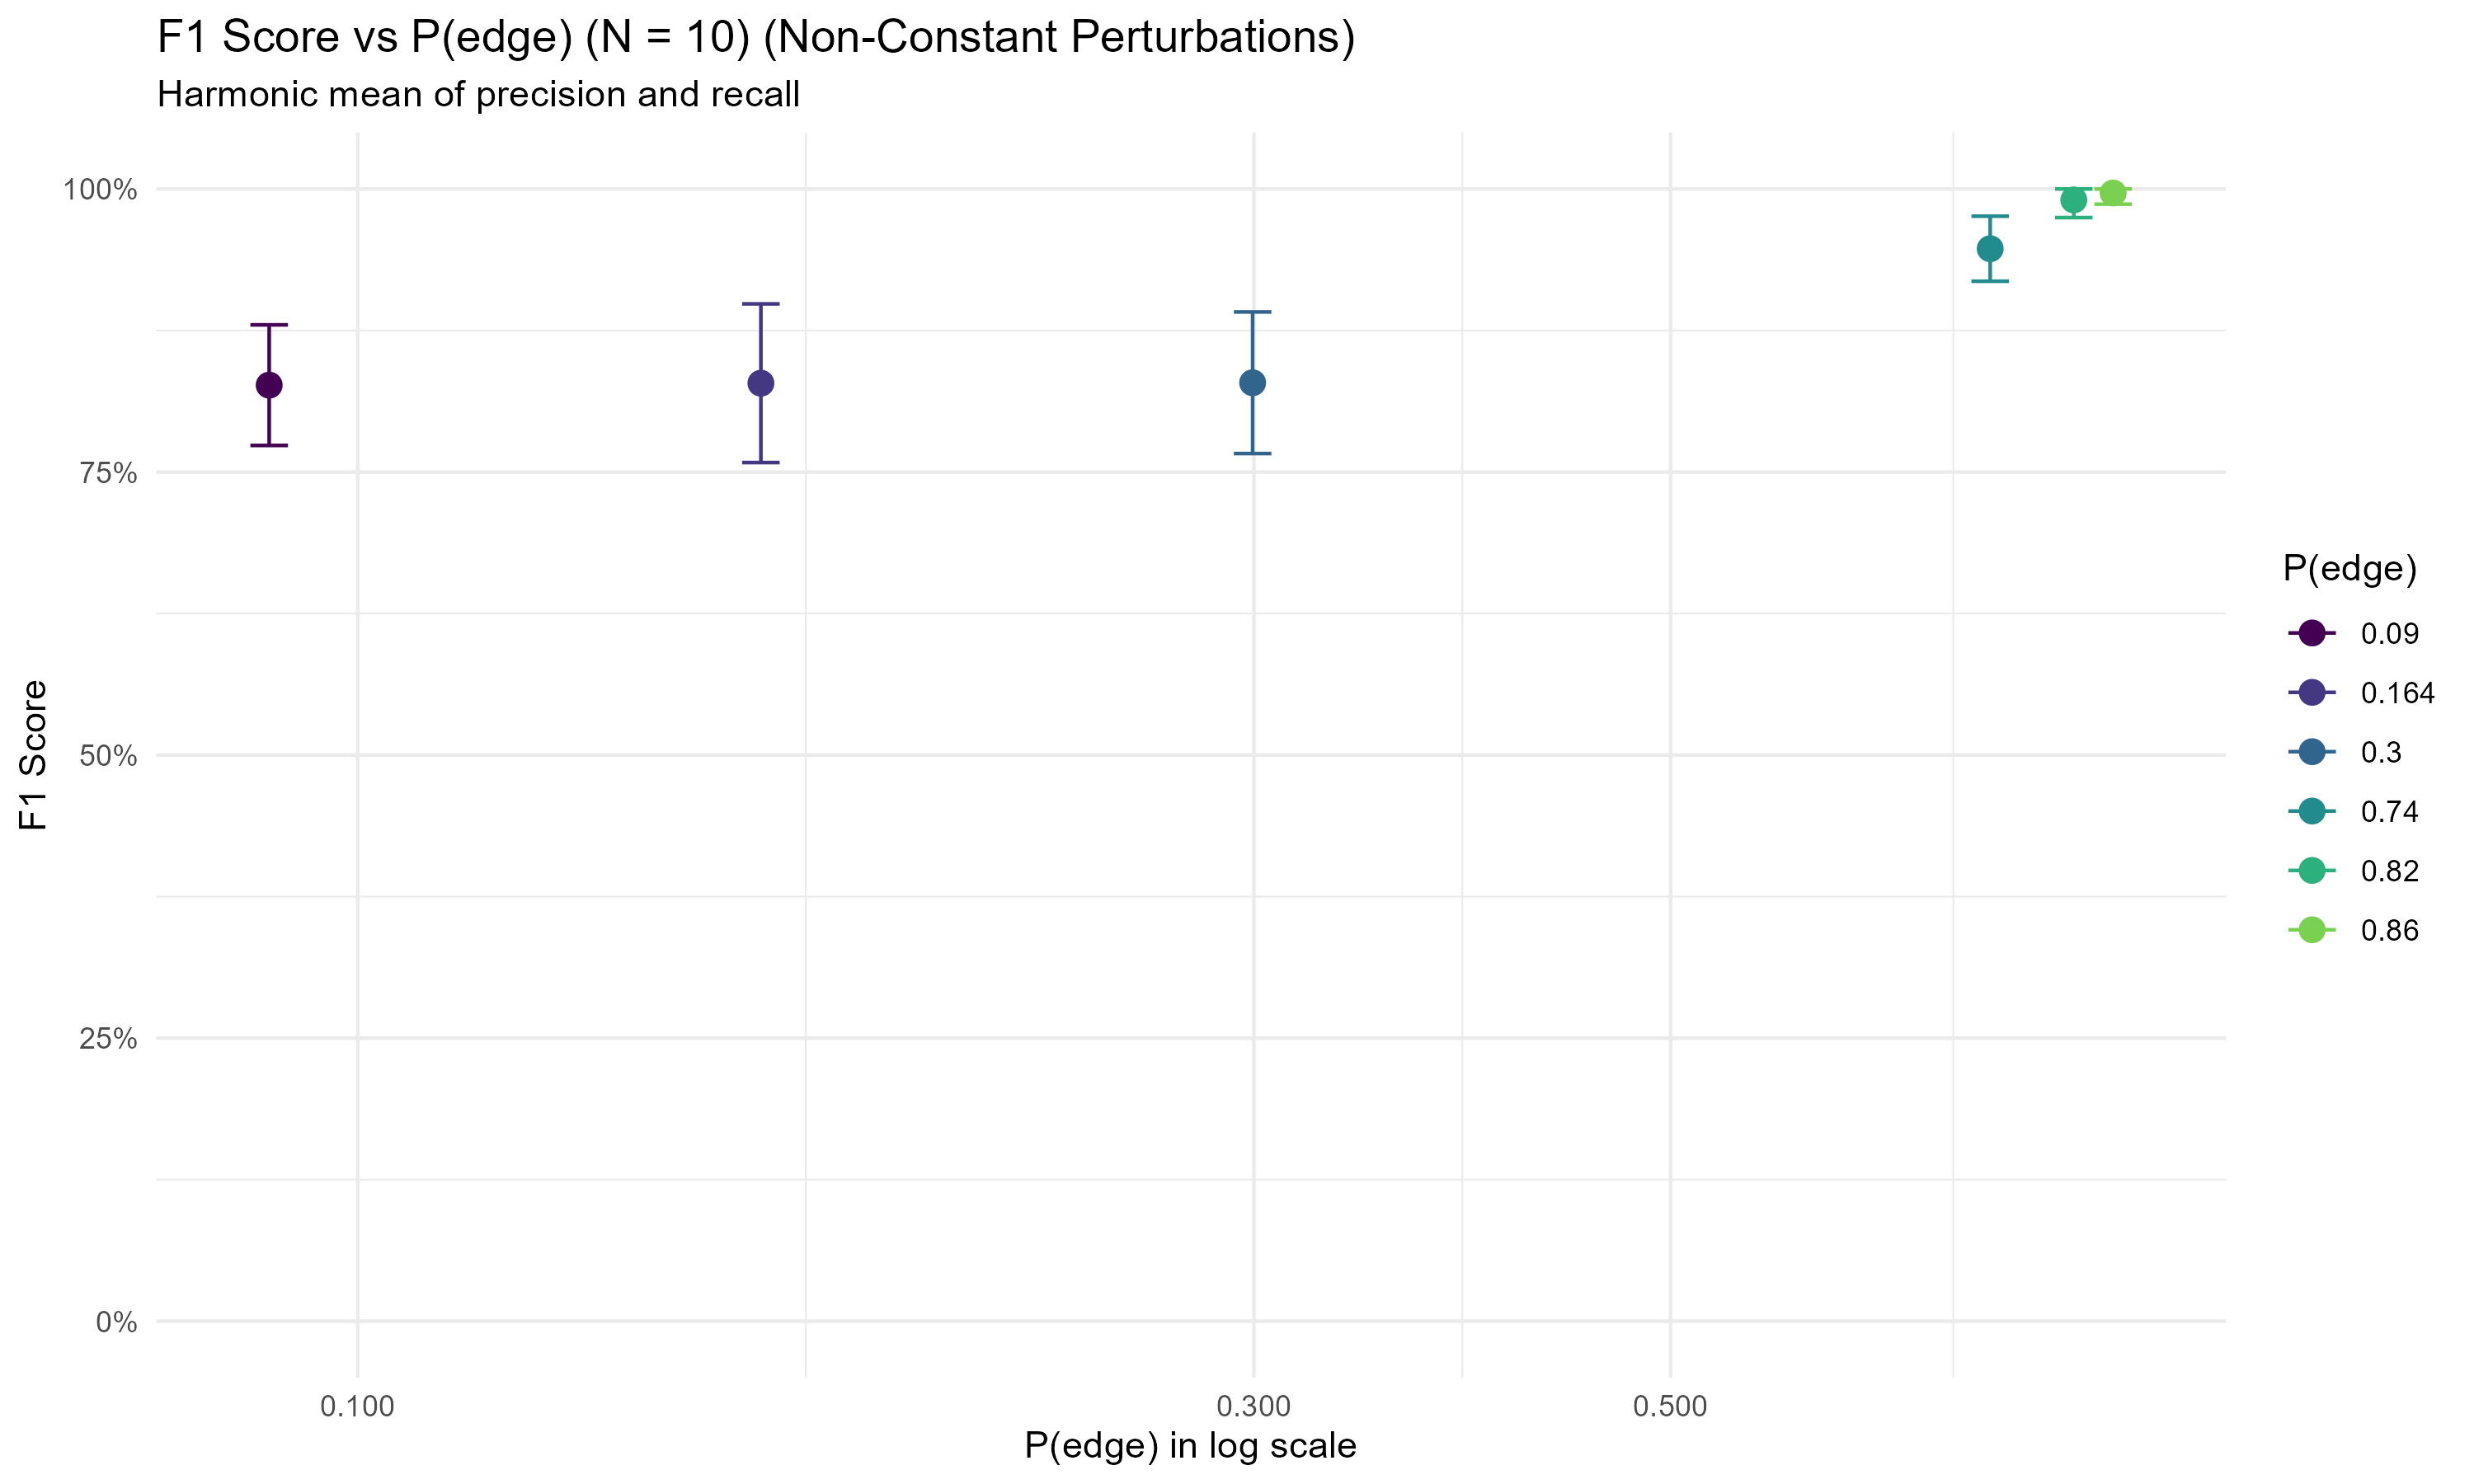 F1 Score vs P(edge) (N = 10) (Non-Constant Perturbations)
Harmonic mean of precision and recall
100%
75%
50%
25%
0%
F1 Score
0.100
0.300
0.500
P(edge) in log scale
P(edge)
0.09
0.164
0.3
0.74
0.82
0.86